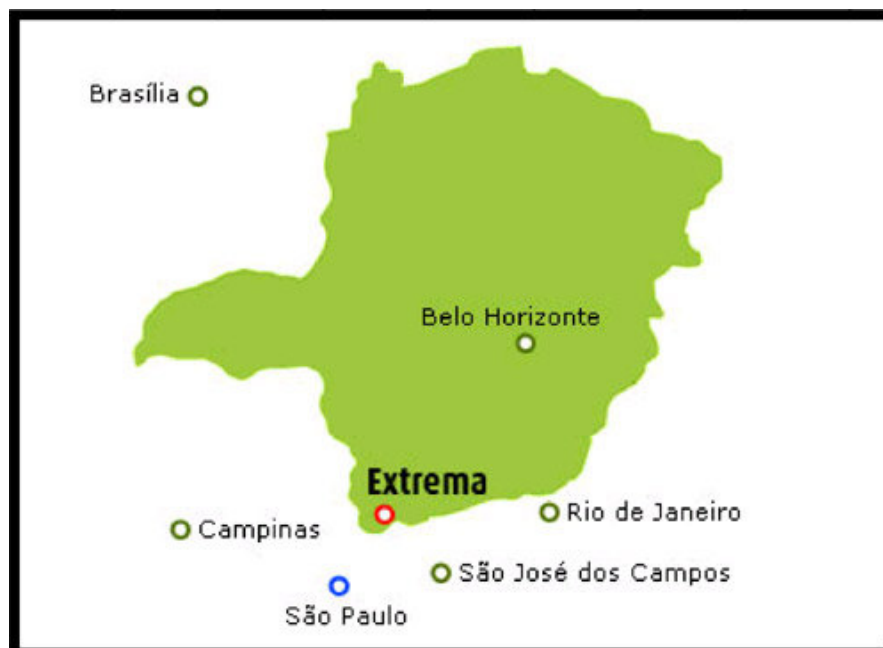 Brasília
Belo Horizonte
Extrema
Rio de Janeiro
Campinas
São José dos Campos
São Paulo